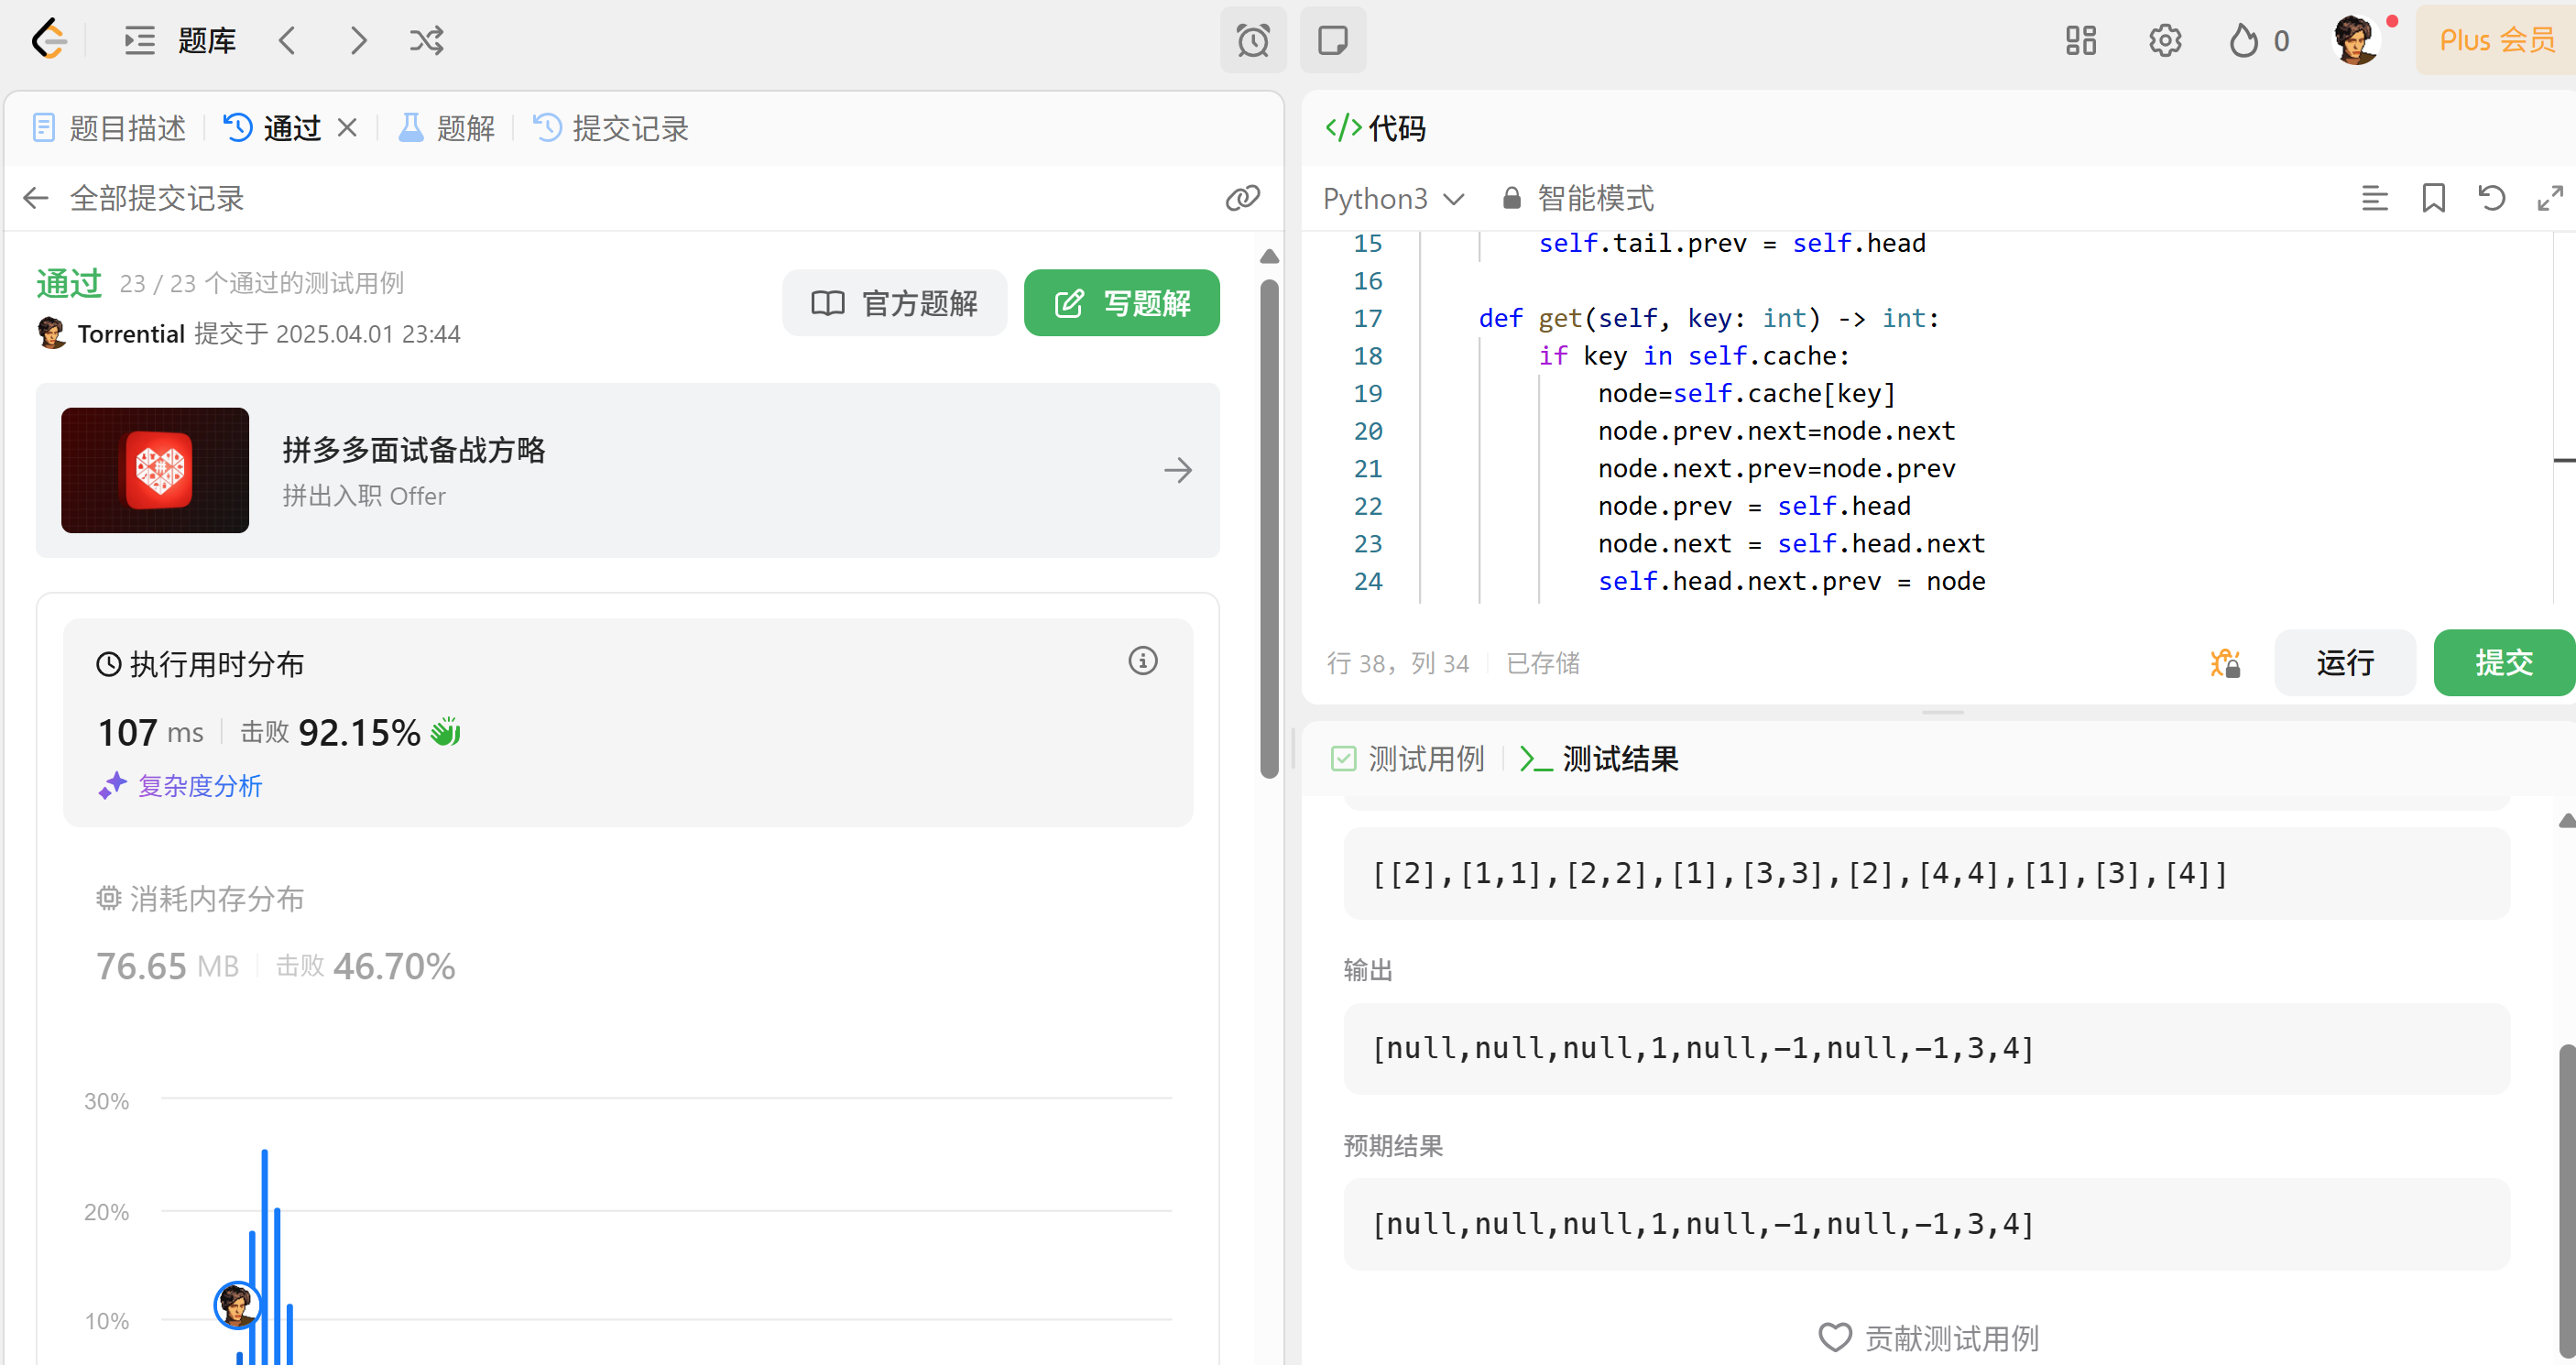 题库
0
Plus 会员
题目描述
通过
题解
提交记录
全部提交记录
通过 23 / 23 个通过的测试用例
Torrential 提交于 2025.04.01 23:44
官方题解
写题解
拼多多面试备战方略
拼出入职 Offer
执行用时分布
107 ms 击败 92.15%
复杂度分析
消耗内存分布
76.65 MB 击败 46.70%
30%
20%
10%
</>代码
Python3 智能模式
15 self.tail.prev = self.head
16
17 def get(self, key: int) -> int:
18 if key in self.cache:
19 node=self.cache[key]
20 node.prev.next=node.next
21 node.next.prev=node.prev
22 node.prev = self.head
23 node.next = self.head.next
24 self.head.next.prev = node
行 38，列 34 已存储
运行
提交
测试用例
>_ 测试结果
[[2],[1,1],[2,2],[1],[3,3],[2],[4,4],[1],[3],[4]]
输出
[null,null,null,1,null,-1,null,-1,3,4]
预期结果
[null,null,null,1,null,-1,null,-1,3,4]
贡献测试用例